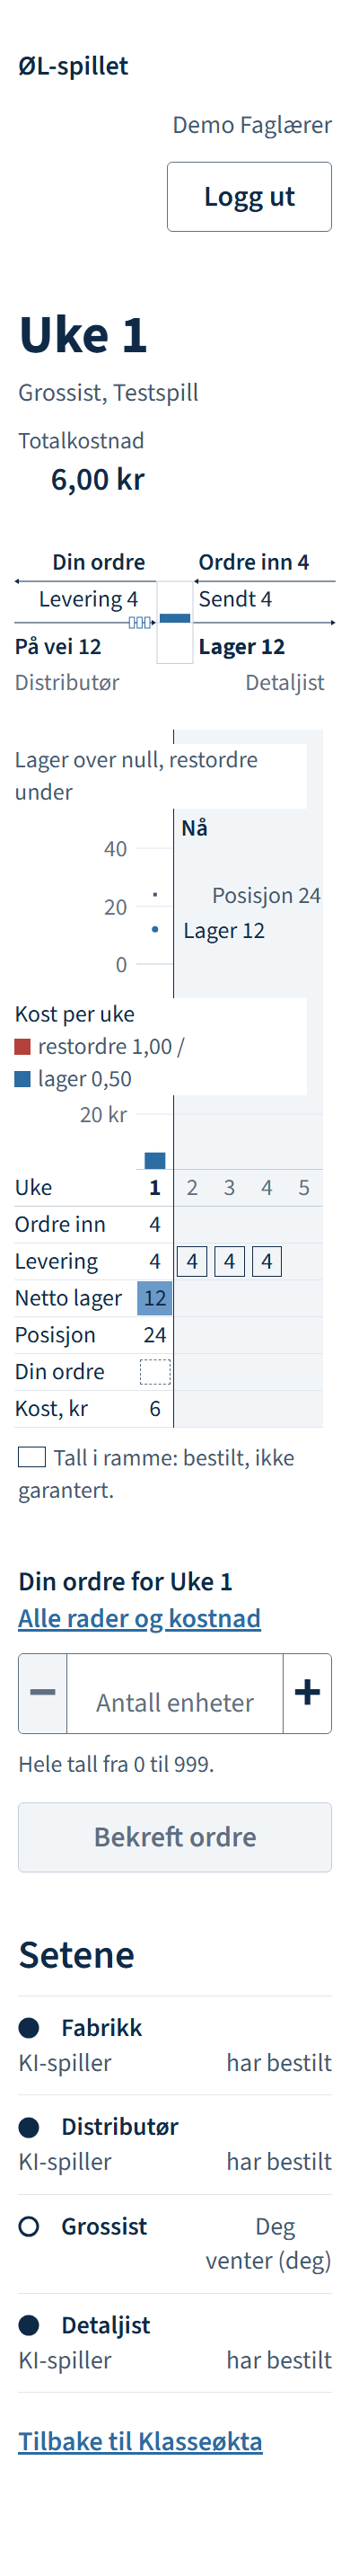 ØL-spillet
Demo Faglærer
Logg ut
Uke 1
Grossist, Testspill
Totalkostnad
6,00 kr
Din ordre Ordre inn 4
Levering 4 Sendt 4
På vei 12 Lager 12
Distributør Detaljist
Lager over null, restordre
under
Nå
40
20 Posisjon 24
Lager 12
0
Kost per uke
restordre 1,00 /
lager 0,50
20 kr
Uke 1 2 3 4 5
Ordre inn 4
Levering 4 4 4 4
Netto lager 12
Posisjon 24
Din ordre
Kost, kr 6
Tall i ramme: bestilt, ikke
garantert.
Din ordre for Uke 1
Alle rader og kostnad
− Antall enheter +
Hele tall fra 0 til 999.
Bekreft ordre
Setene
Fabrikk
KI-spiller har bestilt
Distributør
KI-spiller har bestilt
Grossist Deg
venter (deg)
Detaljist
KI-spiller har bestilt
Tilbake til Klasseøkta